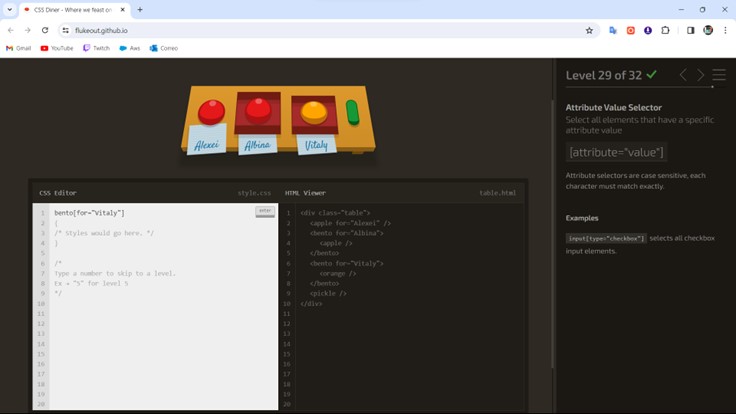 CSS Diner - Where we feast on
flukeout.github.io
Gmail
YouTube
Twitch
Aws
Correo
Alexei
Albina
Vitaly
Level 29 of 32
Attribute Value Selector
Select all elements that have a specific
attribute value
[attribute="value"]
Attribute selectors are case sensitive, each
character must match exactly.
Examples
input[type="checkbox"] selects all checkbox
input elements.
CSS Editor
style.css
1 bento[for="Vitaly"]
enter
2 {
3 /* Styles would go here. */
4 }
5
6 /*
7 Type a number to skip to a level.
8 Ex → "5" for level 5
9 */
10
11
12
13
14
15
16
17
18
19
20
HTML Viewer
table.html
1 <div class="table">
2 <apple for="Alexei" />
3 <bento for="Albina">
4 <apple />
5 </bento>
6 <bento for="Vitaly">
7 <orange />
8 </bento>
9 <pickle />
10 </div>
11
12
13
14
15
16
17
18
19
20